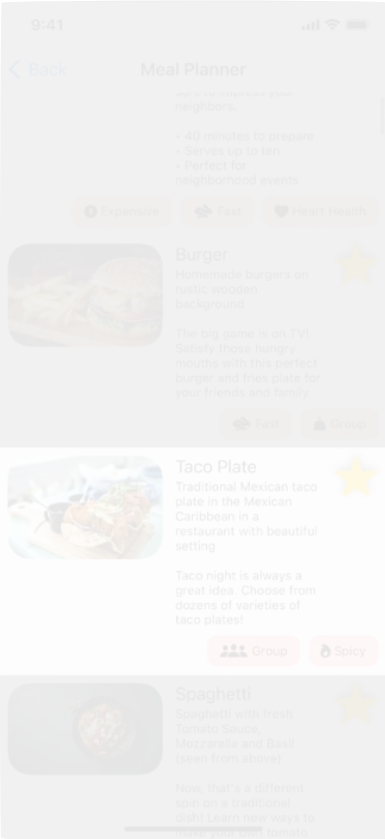 9:41
Back
Meal Planner
neighbors.
- 40 minutes to prepare
- Serves up to ten
- Perfect for
neighborhood events
Expensive
Fast
Heart Health
Burger
Homemade burgers on
rustic wooden
background
The big game is on TV!
Satisfy those hungry
mouths with this perfect
burger and fries plate for
your friends and family.
Fast
Group
Taco Plate
Traditional Mexican taco
plate in the Mexican
Caribbean in a
restaurant with beautiful
setting
Taco night is always a
great idea. Choose from
dozens of varieties of
taco plates!
Group
Spicy
Spaghetti
Spaghetti with fresh
Tomato Sauce,
Mozzarella and Basil
(seen from above)
Now, that's a different
spin on a traditional
dish! Learn new ways to
make your own tomato